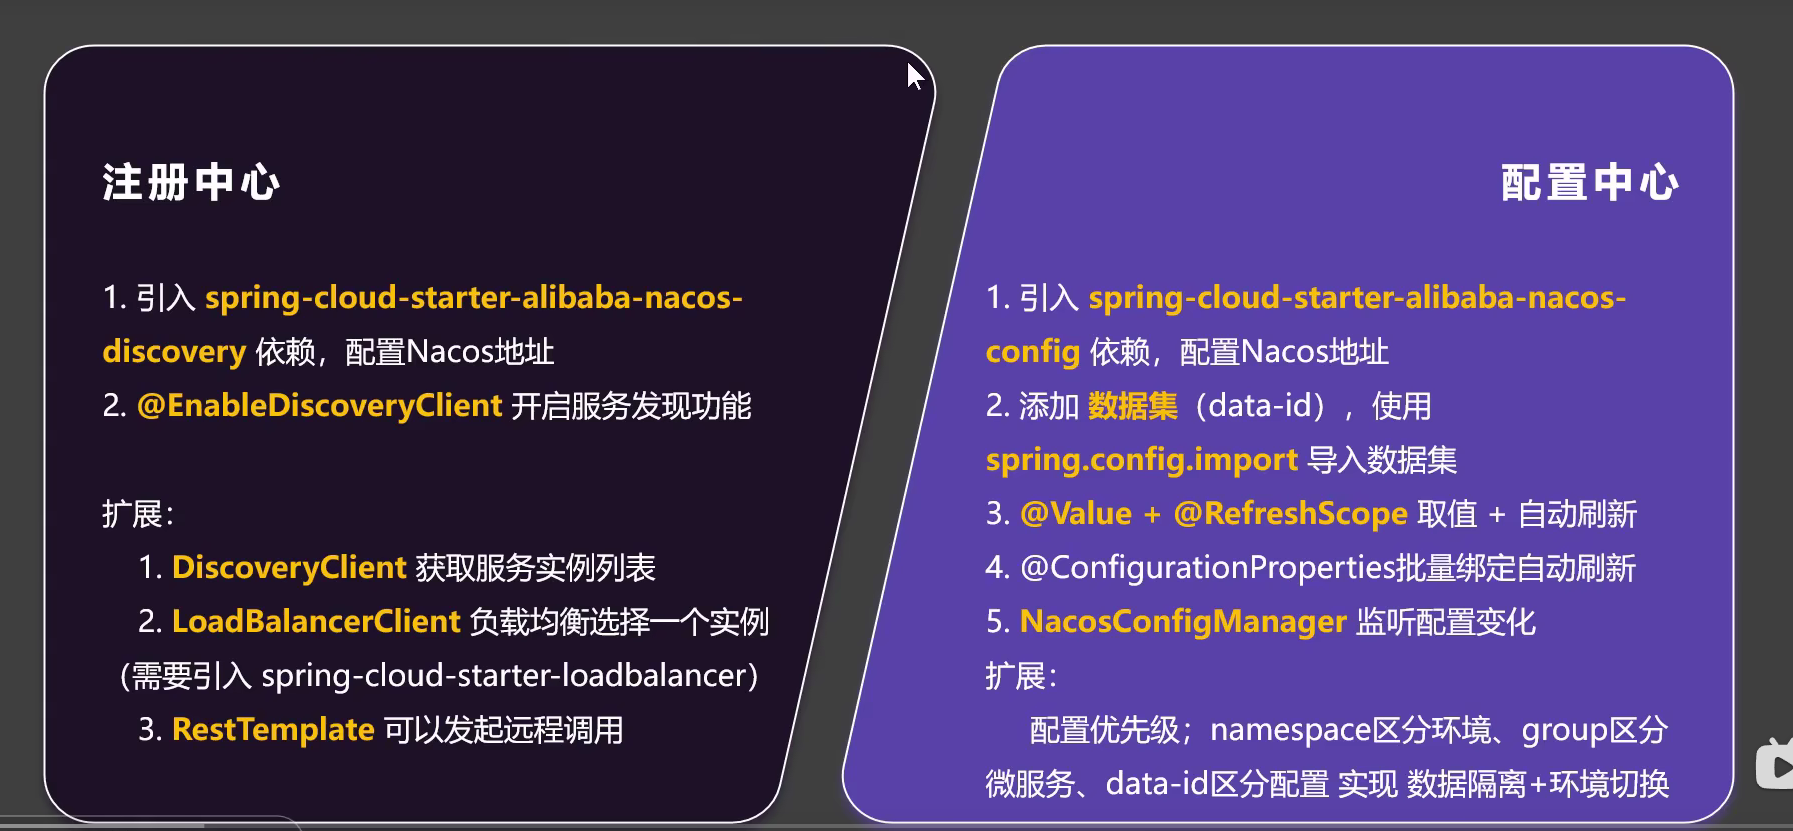 注册中心
1. 引入 spring-cloud-starter-alibaba-nacos-
discovery 依赖，配置Nacos地址
2. @EnableDiscoveryClient 开启服务发现功能
扩展：
1. DiscoveryClient 获取服务实例列表
2. LoadBalancerClient 负载均衡选择一个实例
（需要引入 spring-cloud-starter-loadbalancer）
3. RestTemplate 可以发起远程调用
配置中心
1. 引入 spring-cloud-starter-alibaba-nacos-
config 依赖，配置Nacos地址
2. 添加 数据集（data-id），使用
spring.config.import 导入数据集
3. @Value + @RefreshScope 取值 + 自动刷新
4. @ConfigurationProperties批量绑定自动刷新
5. NacosConfigManager 监听配置变化
扩展：
配置优先级；namespace区分环境、group区分
微服务、data-id区分配置 实现 数据隔离+环境切换